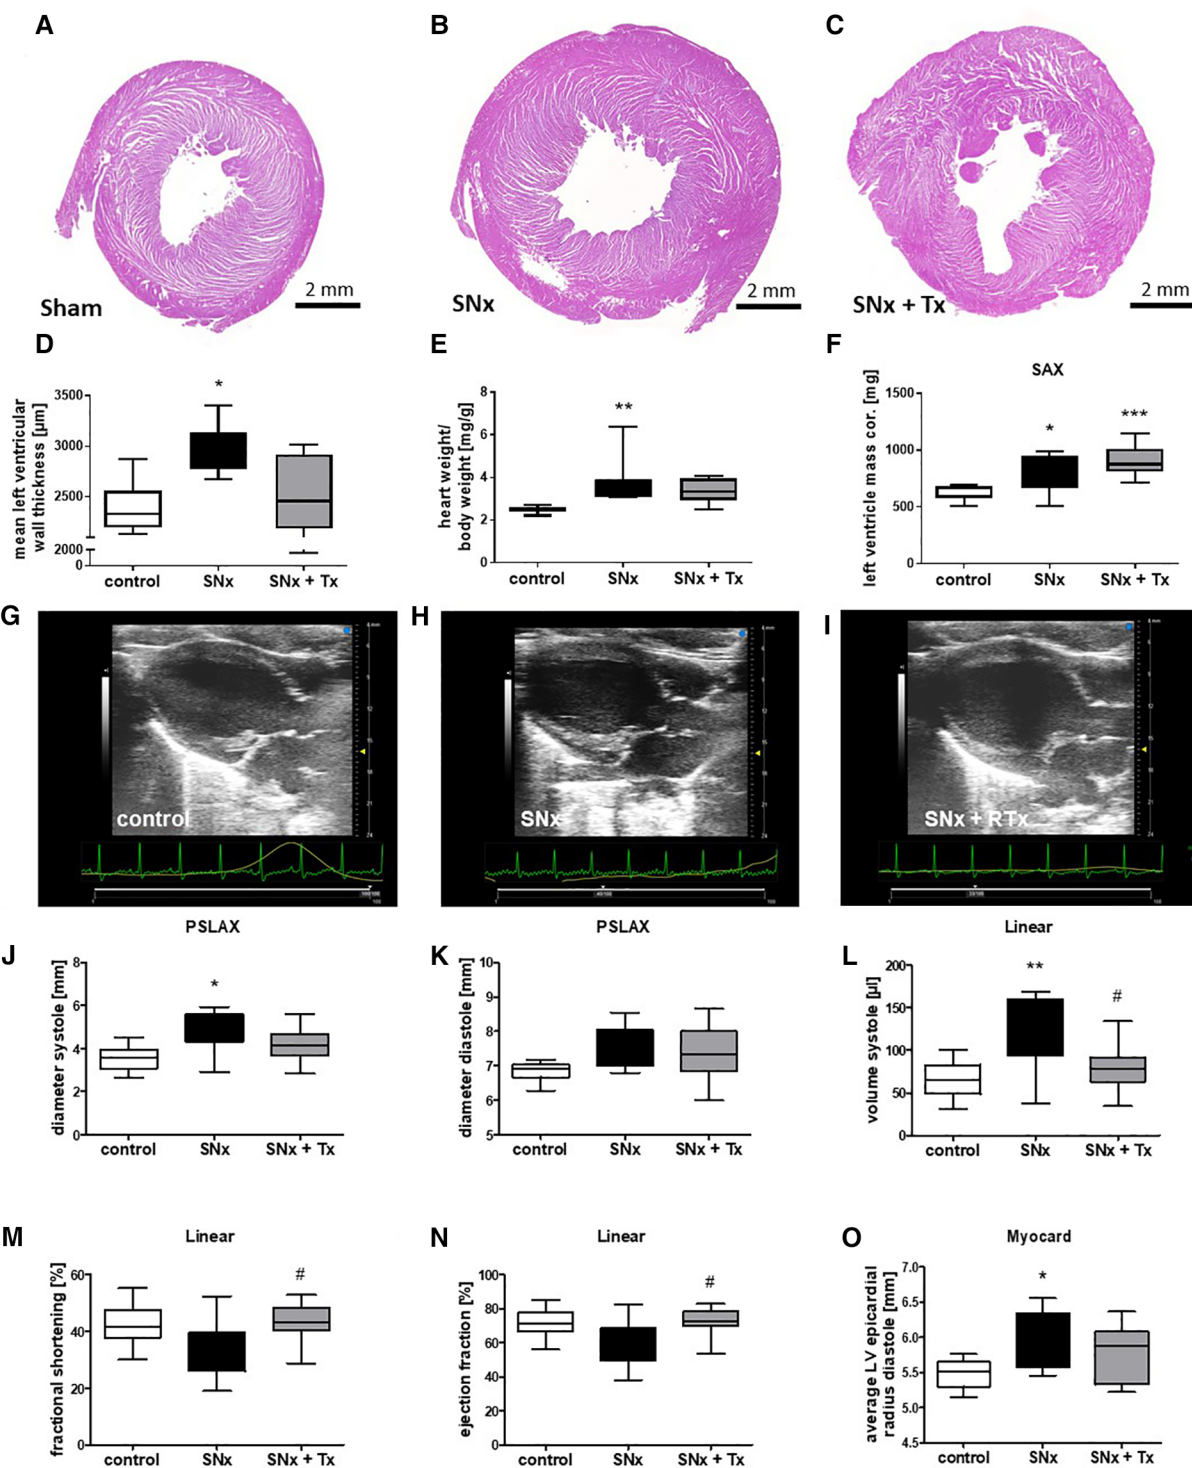 A
B
C
Sham
2 mm
SNx
2 mm
SNx + Tx
2 mm
D
E
F
mean left ventricular
wall thickness [µm]
3500
3000
2500
2000
0
*
control
SNx
SNx + Tx
heart weight/
body weight [mg/g]
8
6
4
2
0
**
control
SNx
SNx + Tx
SAX
left ventricle mass cor. [mg]
1500
1000
500
0
*
***
control
SNx
SNx + Tx
G
H
I
control
SNx
SNx + RTx
J
K
L
PSLAX
diameter systole [mm]
8
6
4
2
0
*
control
SNx
SNx + Tx
PSLAX
diameter diastole [mm]
10
9
8
7
6
5
control
SNx
SNx + Tx
Linear
volume systole [µl]
200
150
100
50
0
**
#
control
SNx
SNx + Tx
M
N
O
Linear
fractional shortening [%]
60
40
20
0
#
control
SNx
SNx + Tx
Linear
ejection fraction [%]
100
80
60
40
20
0
#
control
SNx
SNx + Tx
Myocard
average LV epicardial
radius diastole [mm]
7.0
6.5
6.0
5.5
5.0
4.5
*
control
SNx
SNx + Tx